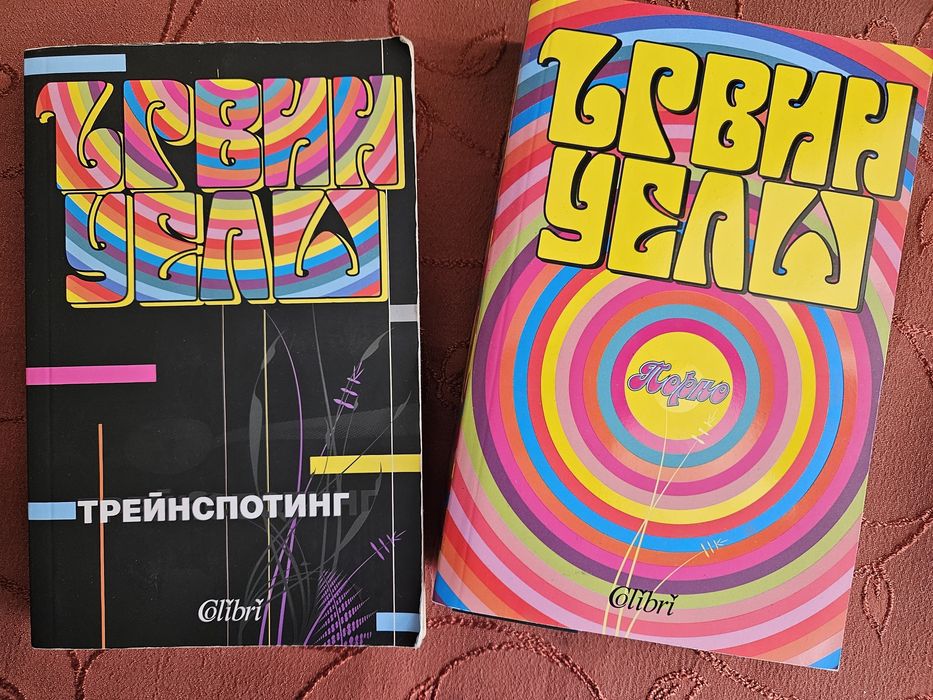 ЪРВИН
УЕЛШ
ТРЕЙНСПОТИНГ
Colibri
ЪРВИН
УЕЛШ
Порно
Colibri